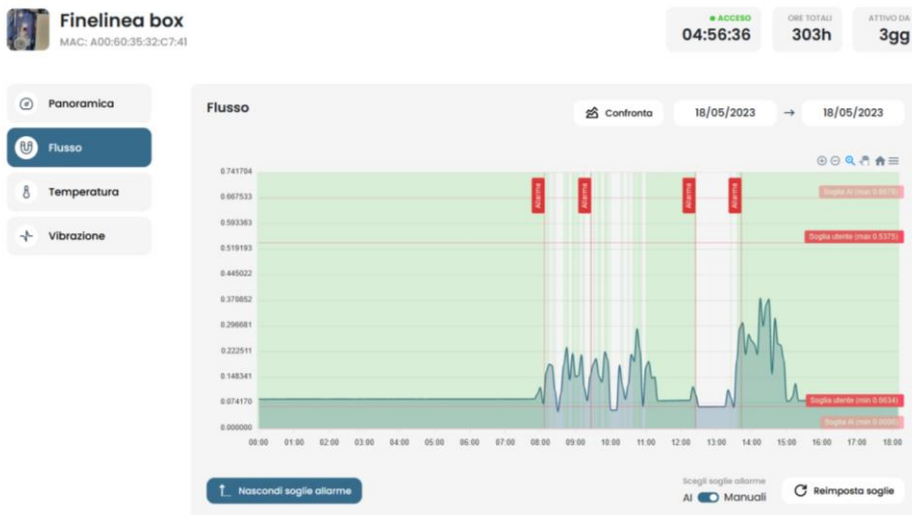 Finelinea box
MAC: A00:60:35:32:C7:41
ACCESO
04:56:36
ORE TOTALI
303h
ATTIVO DA
3gg
Panoramica
Flusso
Temperatura
Vibrazione
Flusso
Confronta
18/05/2023 → 18/05/2023
0.741704
0.667533
0.593363
0.519193
0.445022
0.370852
0.296681
0.222511
0.148341
0.074170
0.000000
Allarme
Allarme
Allarme
Allarme
Soglia AI (max 0.6679)
Soglia utente (max 0.5375)
Soglia utente (min 0.0634)
Soglia AI (min 0.0000)
00:00 01:00 02:00 03:00 04:00 05:00 06:00 07:00 08:00 09:00 10:00 11:00 12:00 13:00 14:00 15:00 16:00 17:00 18:00
Nascondi soglie allarme
Scegli soglie allarme
AI Manuali
Reimposta soglie